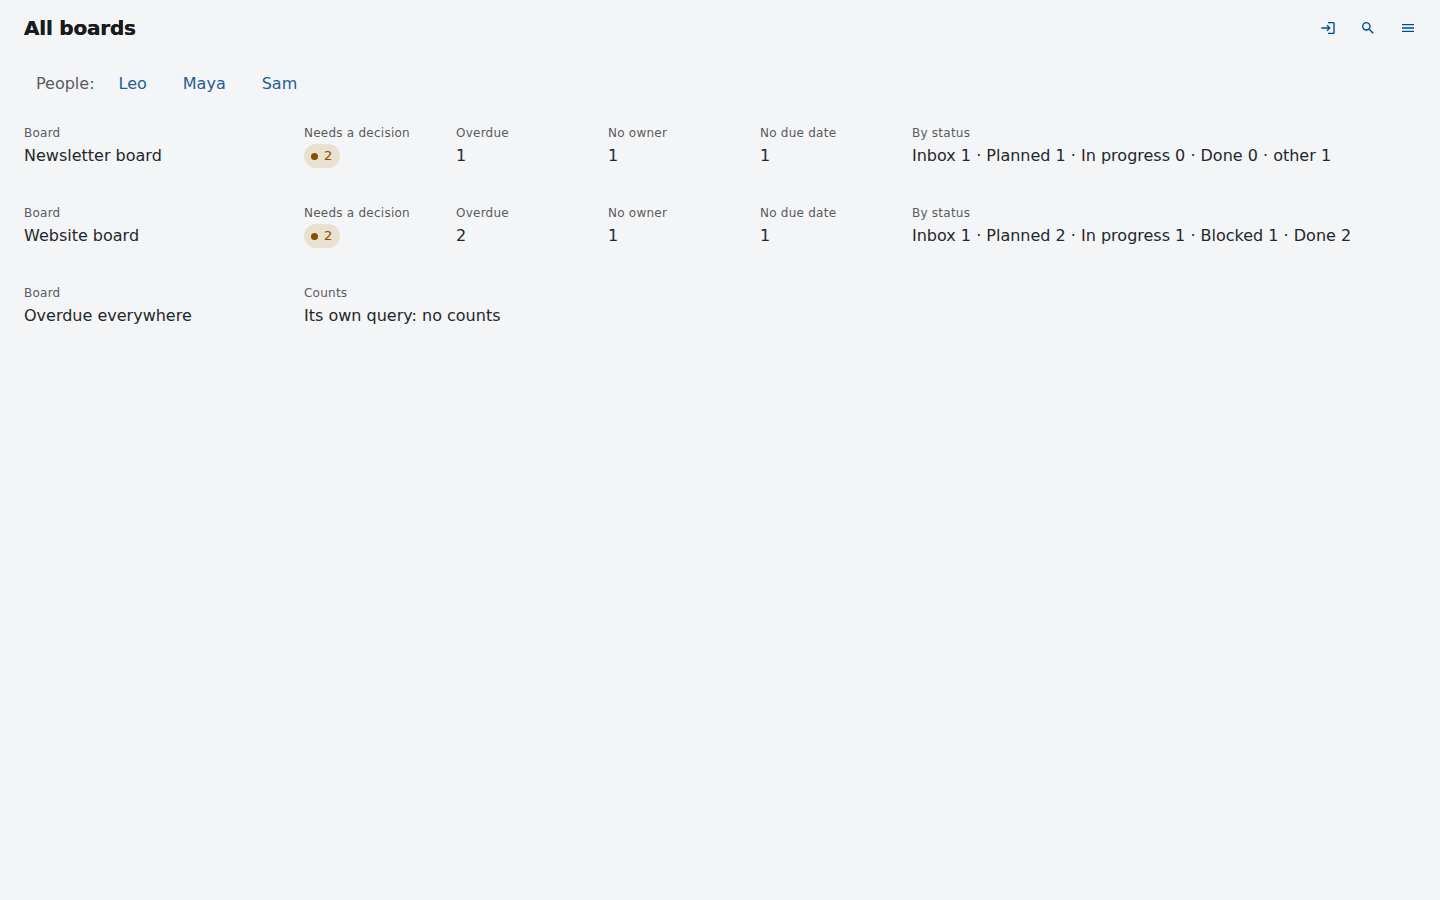 All boards
People: Leo Maya Sam
Board Needs a decision Overdue No owner No due date By status
Newsletter board 2 1 1 1 Inbox 1 · Planned 1 · In progress 0 · Done 0 · other 1
Board Needs a decision Overdue No owner No due date By status
Website board 2 2 1 1 Inbox 1 · Planned 2 · In progress 1 · Blocked 1 · Done 2
Board Counts
Overdue everywhere Its own query: no counts